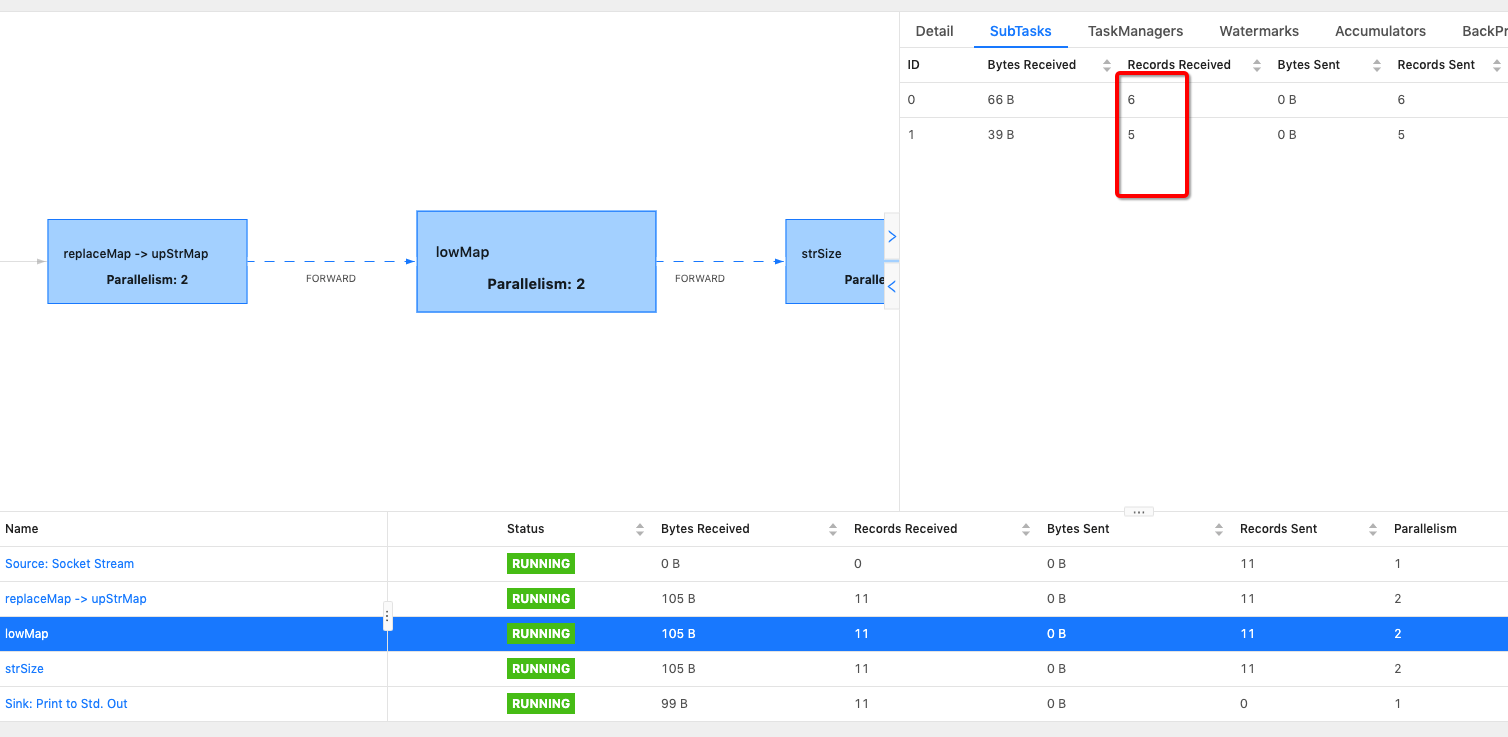 Detail SubTasks TaskManagers Watermarks Accumulators BackPr
ID Bytes Received Records Received Bytes Sent Records Sent
0 66 B 6 0 B 6
1 39 B 5 0 B 5
replaceMap -> upStrMap
Parallelism: 2
FORWARD
lowMap
Parallelism: 2
FORWARD
strSize
Paralle
Name Status Bytes Received Records Received Bytes Sent Records Sent Parallelism
Source: Socket Stream RUNNING 0 B 0 0 B 11 1
replaceMap -> upStrMap RUNNING 105 B 11 0 B 11 2
lowMap RUNNING 105 B 11 0 B 11 2
strSize RUNNING 105 B 11 0 B 11 2
Sink: Print to Std. Out RUNNING 99 B 11 0 B 0 1